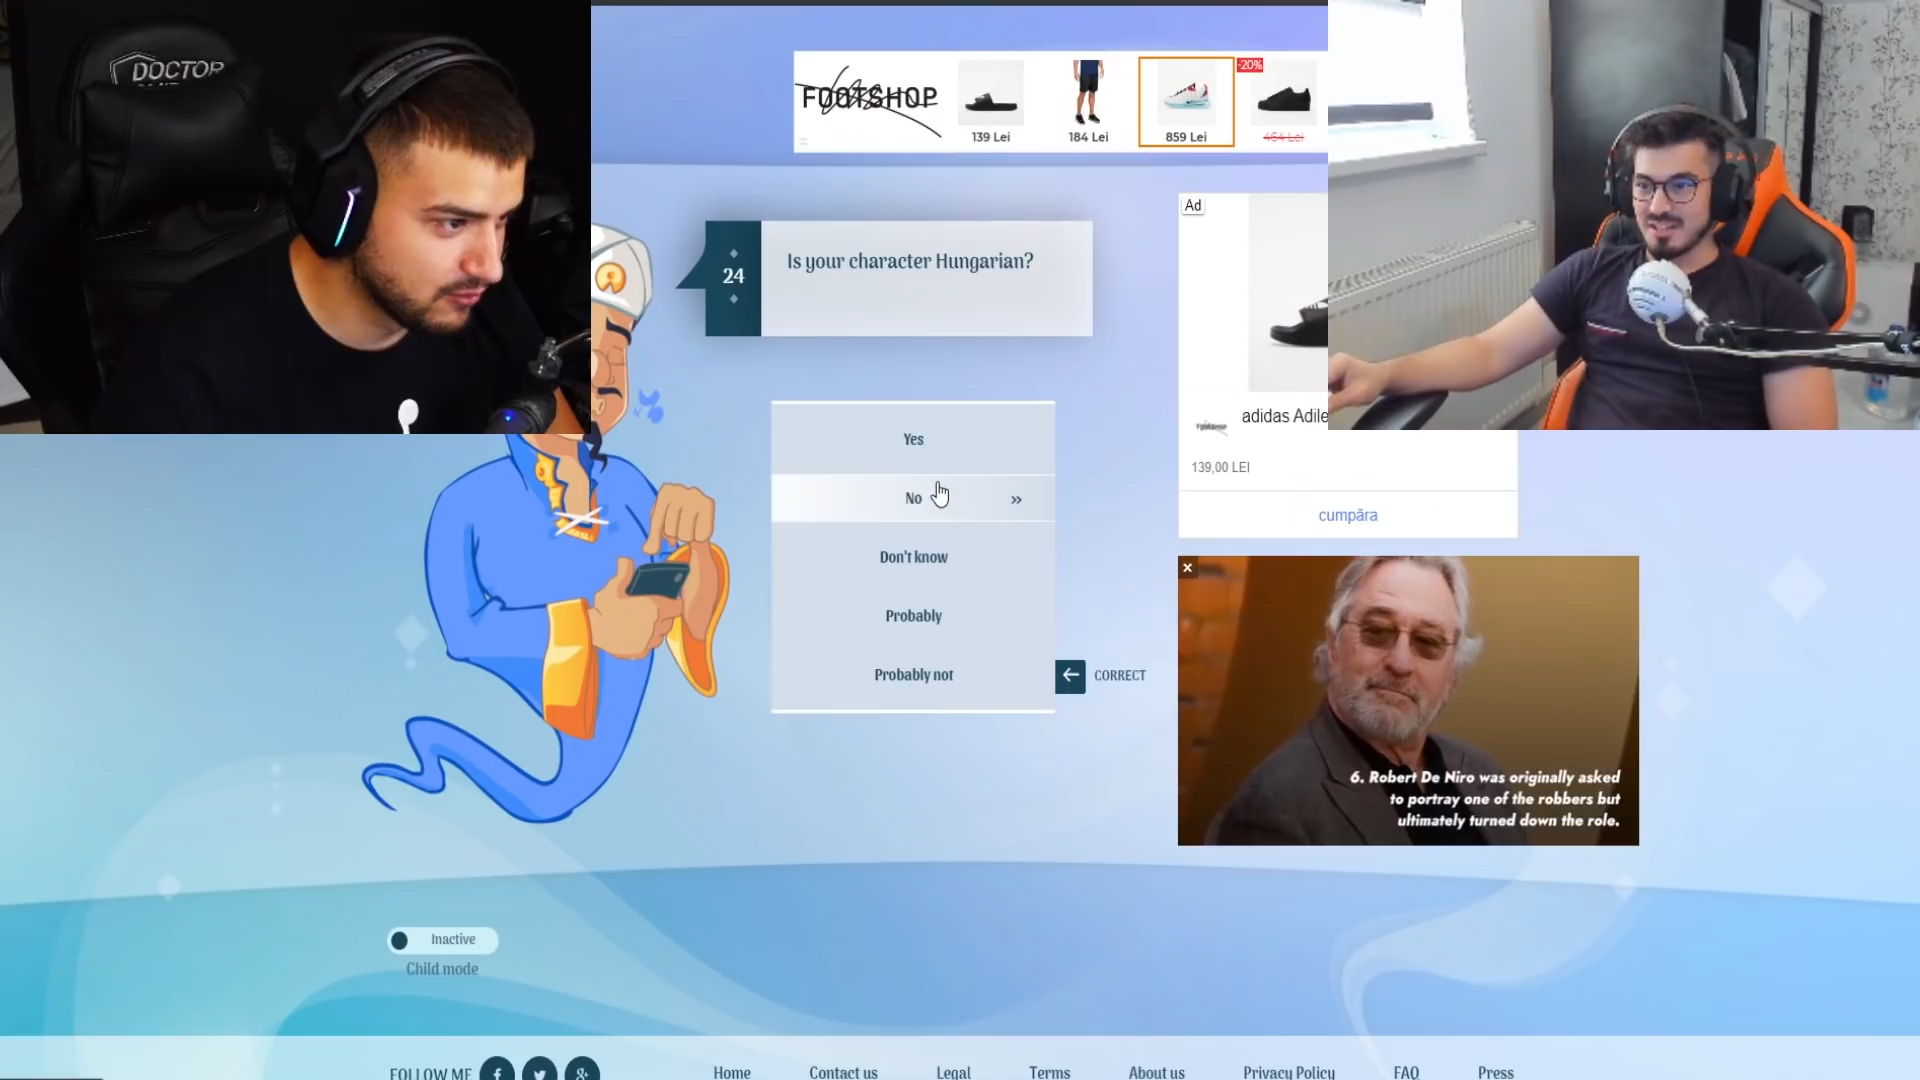 DOCTOR
FOOTSHOP
139 Lei
184 Lei
859 Lei
-20%
464 Lei
24
Is your character Hungarian?
Yes
No
Don't know
Probably
Probably not
CORRECT
Ad
adidas Adile
139,00 LEI
cumpăra
6. Robert De Niro was originally asked
to portray one of the robbers but
ultimately turned down the role.
Inactive
Child mode
FOLLOW ME
Home
Contact us
Legal
Terms
About us
Privacy Policy
FAQ
Press